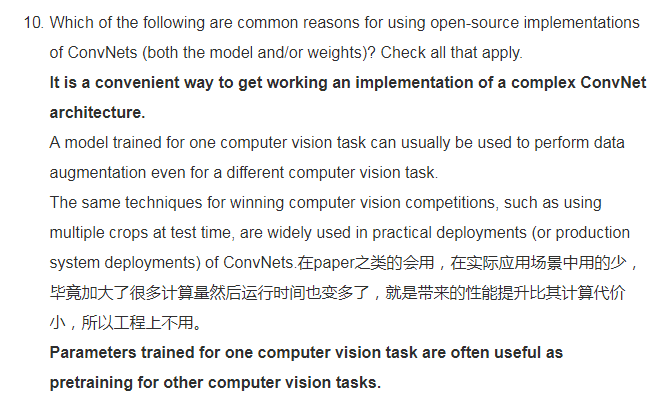 10. Which of the following are common reasons for using open-source implementations
of ConvNets (both the model and/or weights)? Check all that apply.
It is a convenient way to get working an implementation of a complex ConvNet
architecture.
A model trained for one computer vision task can usually be used to perform data
augmentation even for a different computer vision task.
The same techniques for winning computer vision competitions, such as using
multiple crops at test time, are widely used in practical deployments (or production
system deployments) of ConvNets.在paper之类的会用，在实际应用场景中用的少，
毕竟加大了很多计算量然后运行时间也变多了，就是带来的性能提升比其计算代价
小，所以工程上不用。
Parameters trained for one computer vision task are often useful as
pretraining for other computer vision tasks.